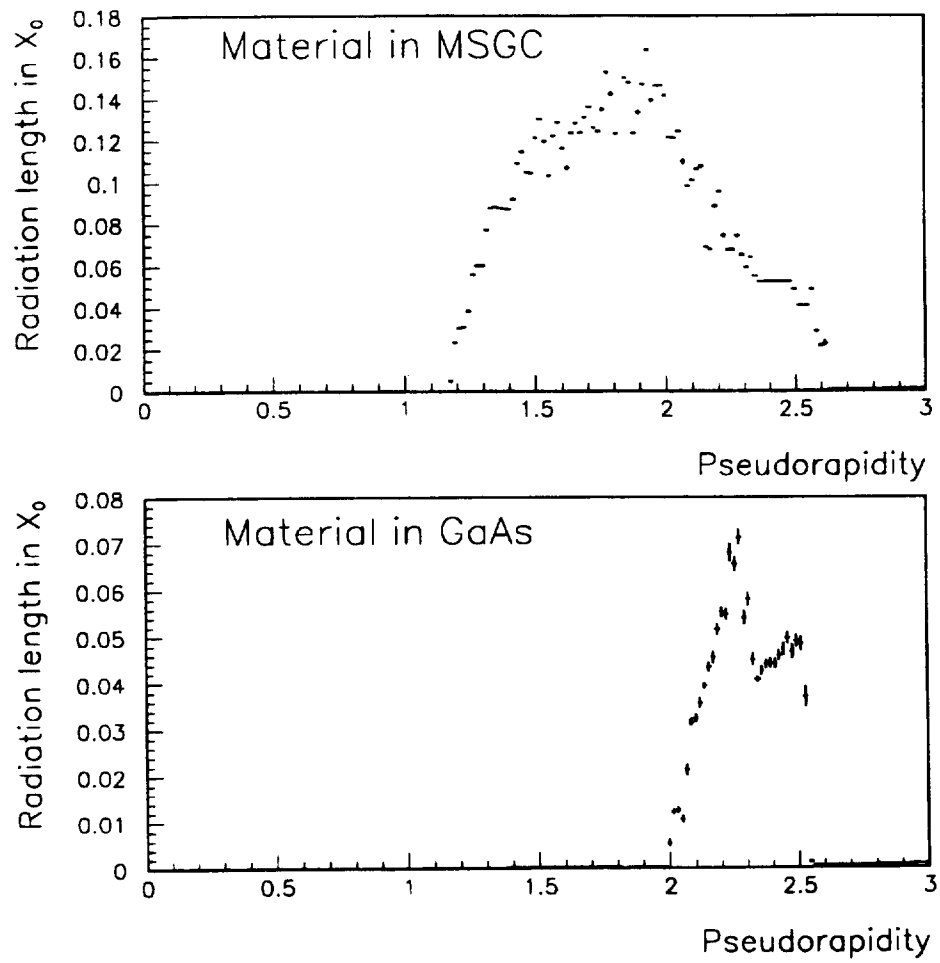 Material in MSGC
Radiation length in X₀
0.18
0.16
0.14
0.12
0.1
0.08
0.06
0.04
0.02
0
0 0.5 1 1.5 2 2.5 3
Pseudorapidity
Material in GaAs
Radiation length in X₀
0.08
0.07
0.06
0.05
0.04
0.03
0.02
0.01
0
0 0.5 1 1.5 2 2.5 3
Pseudorapidity